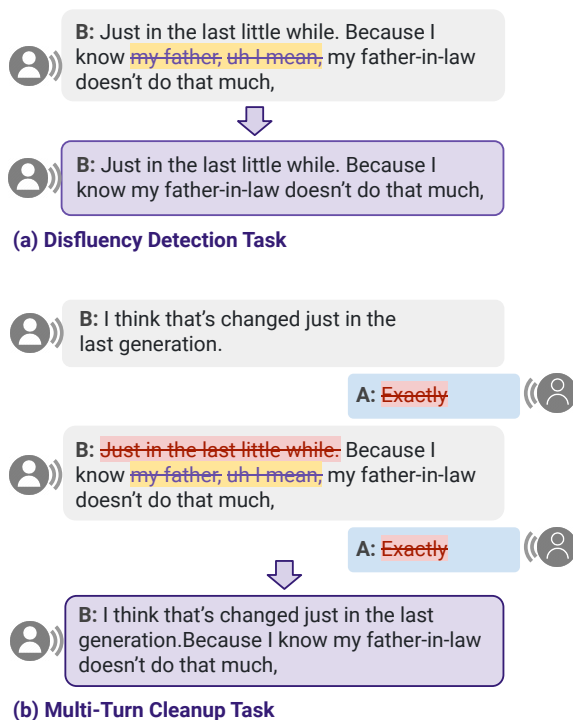 B: Just in the last little while. Because I
know my father, uh I mean, my father-in-law
doesn’t do that much,
B: Just in the last little while. Because I
know my father-in-law doesn’t do that much,
(a) Disfluency Detection Task
B: I think that’s changed just in the
last generation.
A: Exactly
B: Just in the last little while. Because I
know my father, uh I mean, my father-in-law
doesn’t do that much,
A: Exactly
B: I think that’s changed just in the last
generation.Because I know my father-in-law
doesn’t do that much,
(b) Multi-Turn Cleanup Task